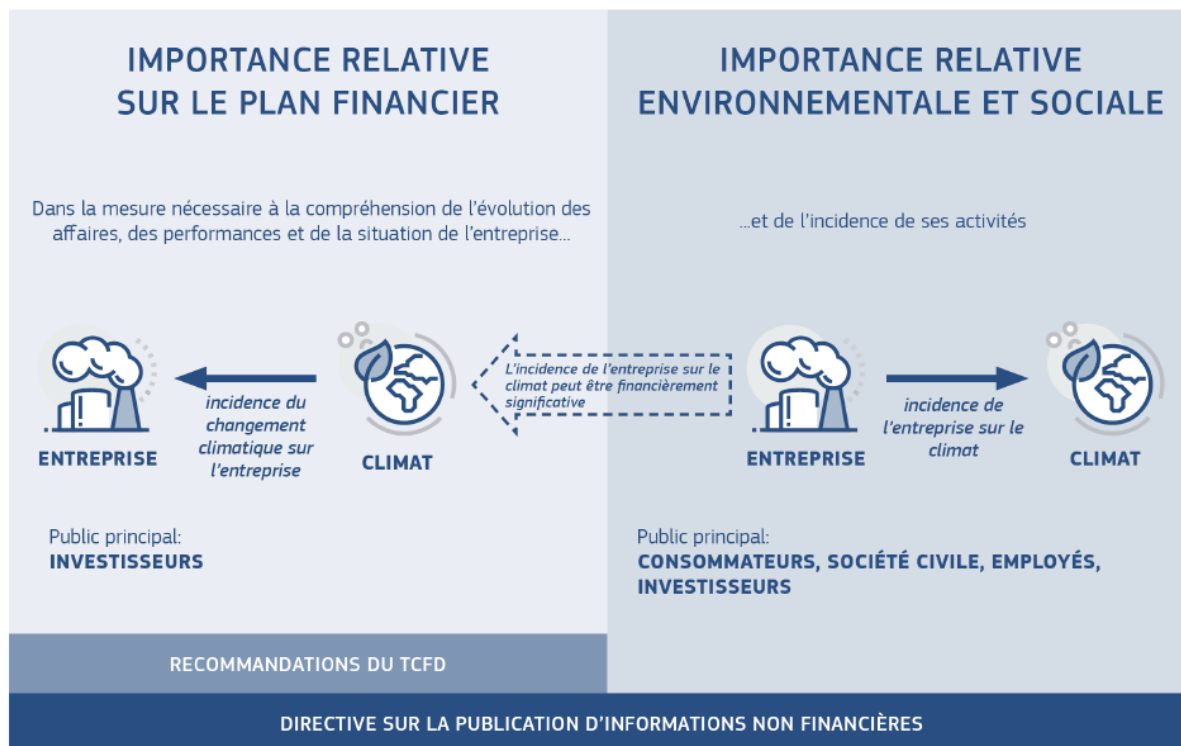 IMPORTANCE RELATIVE
SUR LE PLAN FINANCIER
Dans la mesure nécessaire à la compréhension de l'évolution des
affaires, des performances et de la situation de l'entreprise...
incidence du
changement
climatique sur
l'entreprise
ENTREPRISE
CLIMAT
Public principal:
INVESTISSEURS
L'incidence de l'entreprise sur le
climat peut être financièrement
significative
IMPORTANCE RELATIVE
ENVIRONNEMENTALE ET SOCIALE
...et de l'incidence de ses activités
incidence de
l'entreprise sur le
climat
ENTREPRISE
CLIMAT
Public principal:
CONSOMMATEURS, SOCIÉTÉ CIVILE, EMPLOYÉS,
INVESTISSEURS
RECOMMANDATIONS DU TCFD
DIRECTIVE SUR LA PUBLICATION D'INFORMATIONS NON FINANCIÈRES